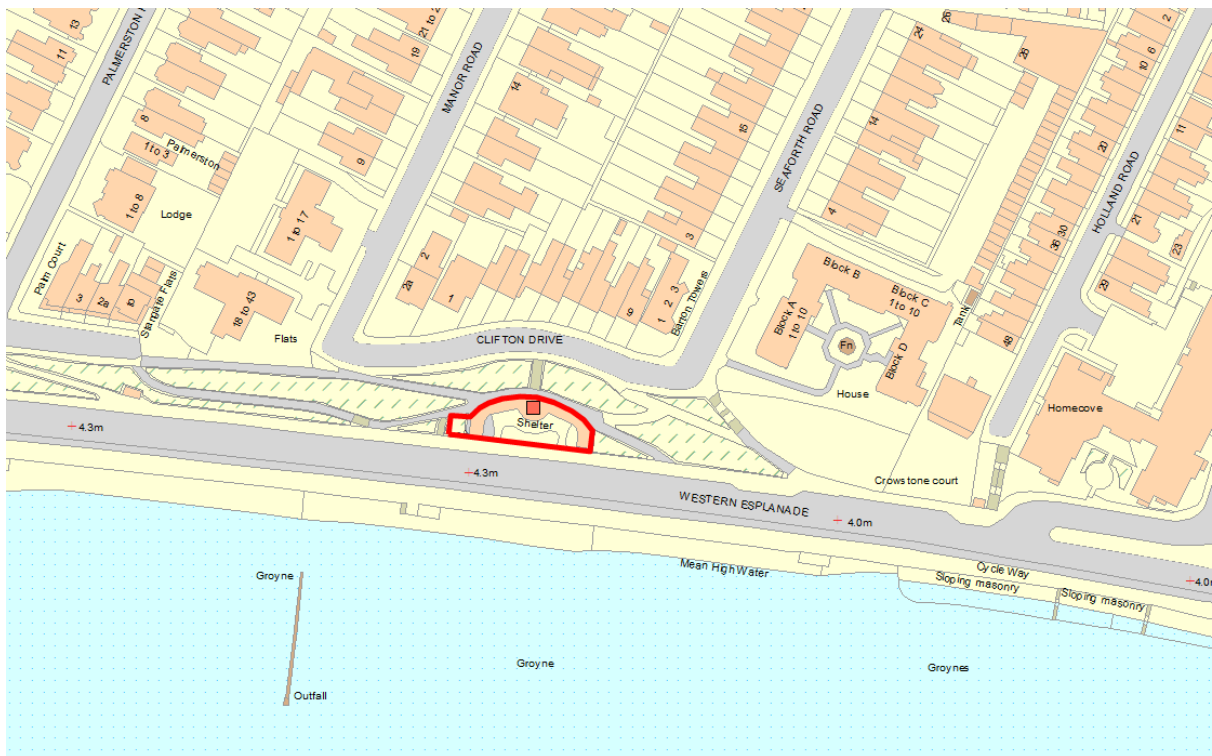 13
11
PALMERSTON R
8
1 to 3
Palmerston
1 to 8
Lodge
Palm Court
3
2a
10
Stargate Flats
18 to 43
1 to 17
Flats
9
19
21 to 2
MANOR ROAD
14
2
2a
1
CLIFTON DRIVE
15
3
9
1 2 3
Barton Towers
SEAFORTH ROAD
24
26
14
4
28
Block B
Block A
1 to 10
Block C
1 to 10
Block D
Fn
House
Tank
2
10 6
20
36 30
48
HOLLAND ROAD
11
21
23
29
Homecove
Crowstone court
Shelter
4.3m
4.3m
WESTERN ESPLANADE
4.0m
4.0
Cycle Way
Mean High Water
Sloping masonry
Sloping masonry
Groyne
Groyne
Groynes
Outfall